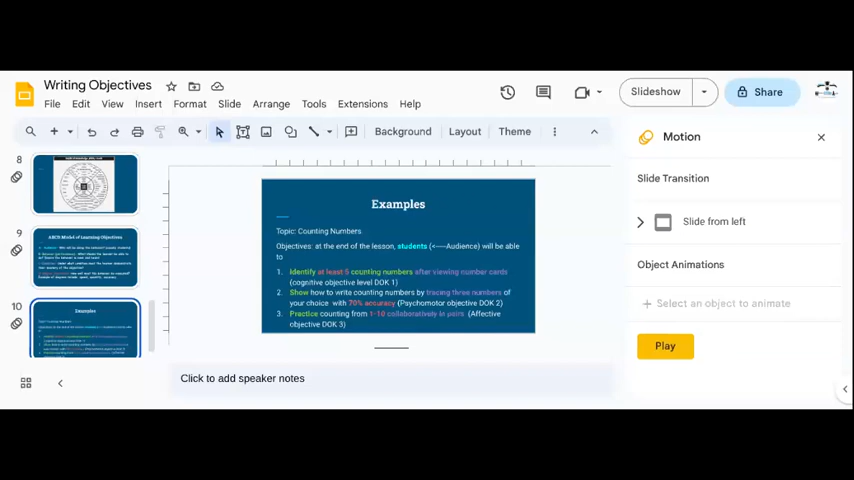 Writing Objectives
File Edit View Insert Format Slide Arrange Tools Extensions Help
Slideshow
Share
Background Layout Theme
Motion
Slide Transition
Slide from left
Object Animations
Select an object to animate
Play
8
9
ABCD Model of Learning Objectives
10
Examples
Examples
Topic: Counting Numbers
Objectives: at the end of the lesson, students (<----Audience) will be able
to
1. Identify at least 5 counting numbers after viewing number cards
(cognitive objective level DOK 1)
2. Show how to write counting numbers by tracing three numbers of
your choice with 70% accuracy (Psychomotor objective DOK 2)
3. Practice counting from 1-10 collaboratively in pairs (Affective
objective DOK 3)
Click to add speaker notes